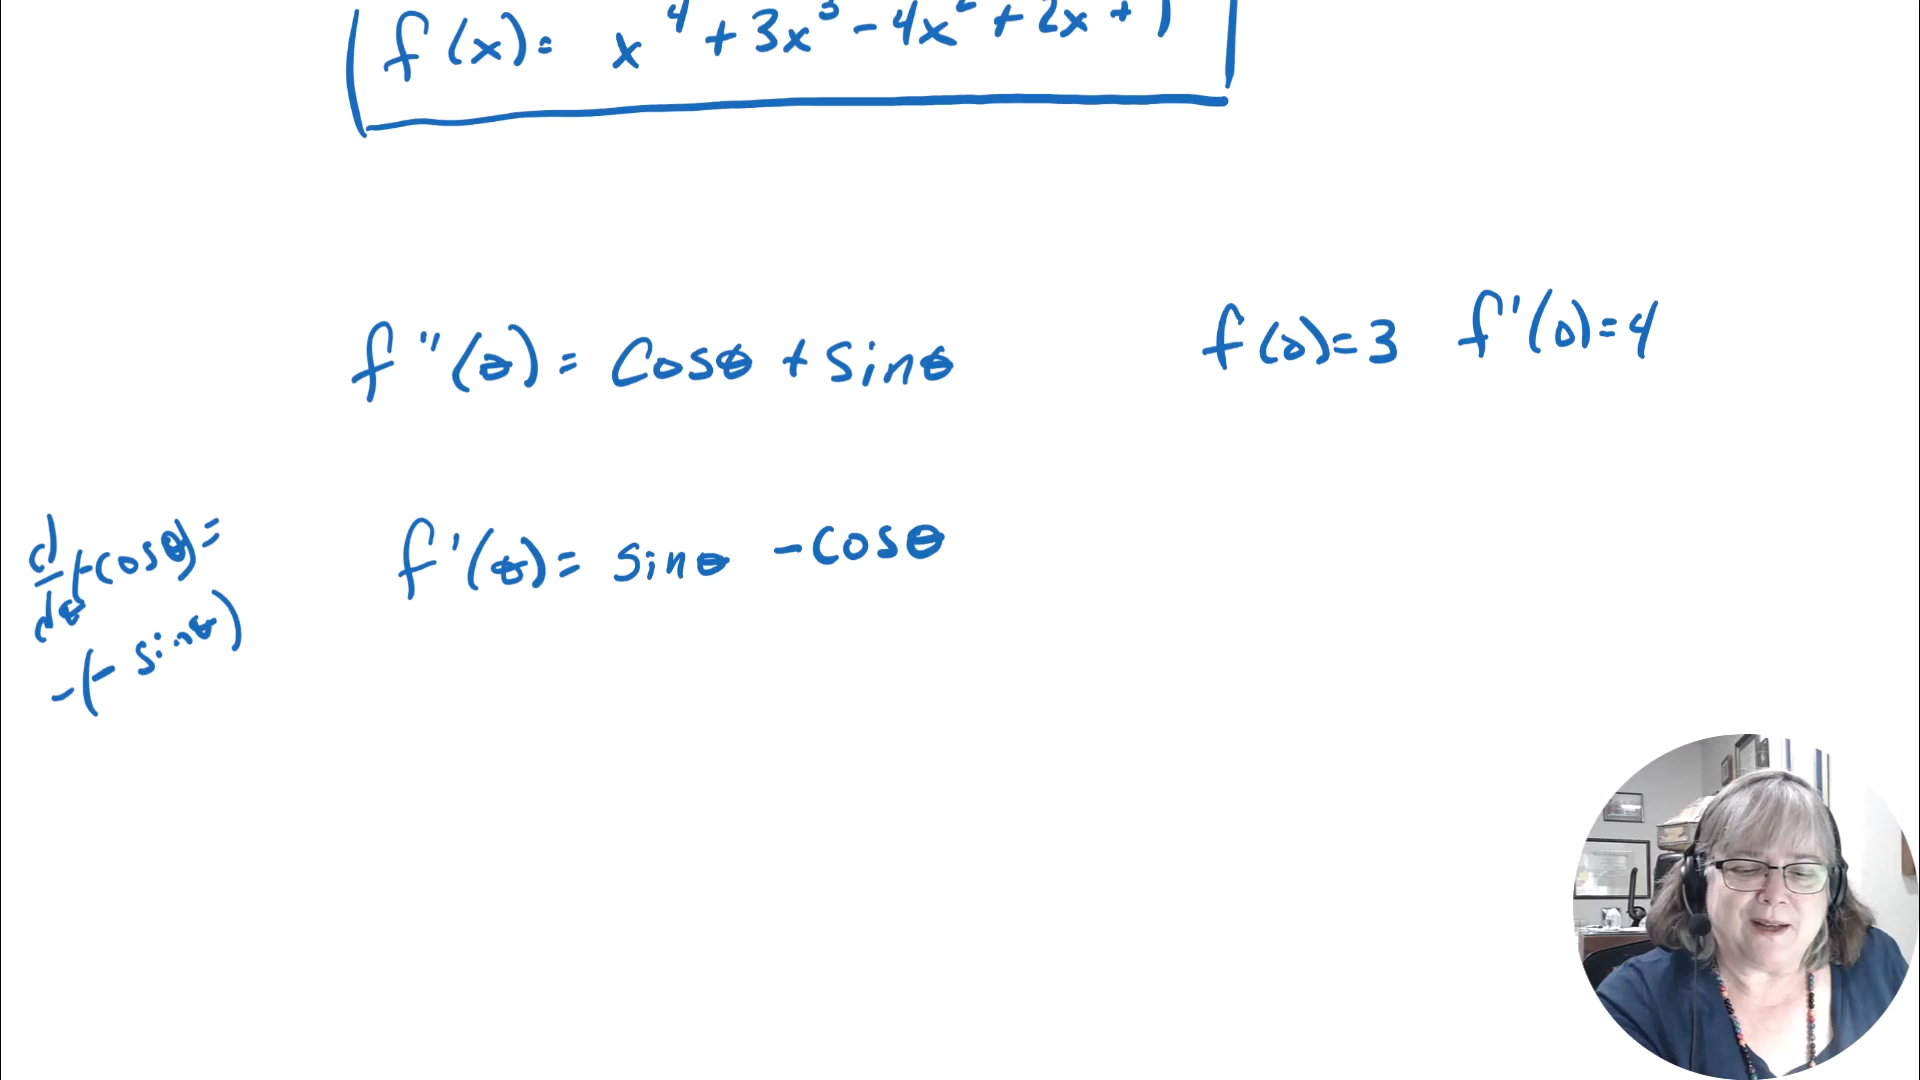 f(x) = x⁴ + 3x³ - 4x² + 2x + 1
f''(θ) = cosθ + sinθ
f(0) = 3 f'(0) = 4
d/dθ (-cosθ) =
-(- sinθ)
f'(θ) = sinθ - cosθ